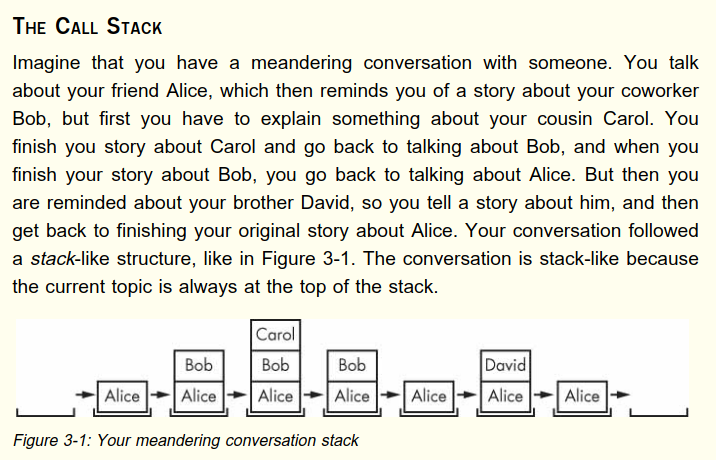 THE CALL STACK
Imagine that you have a meandering conversation with someone. You talk
about your friend Alice, which then reminds you of a story about your coworker
Bob, but first you have to explain something about your cousin Carol. You
finish you story about Carol and go back to talking about Bob, and when you
finish your story about Bob, you go back to talking about Alice. But then you
are reminded about your brother David, so you tell a story about him, and then
get back to finishing your original story about Alice. Your conversation followed
a stack-like structure, like in Figure 3-1. The conversation is stack-like because
the current topic is always at the top of the stack.
Carol
Bob Bob Bob David
Alice Alice Alice Alice Alice Alice Alice
Figure 3-1: Your meandering conversation stack